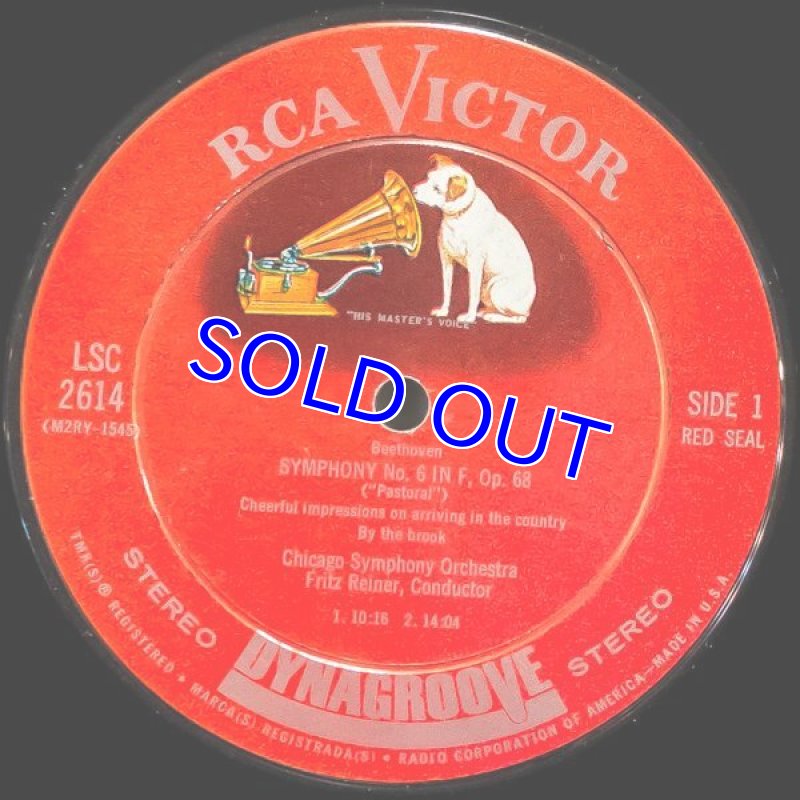 RCA VICTOR
"HIS MASTER'S VOICE"
LSC
2614
(M2RY-1545)
SIDE 1
RED SEAL
SOLD OUT
Beethoven
SYMPHONY No. 6 IN F, Op. 68
("Pastoral")
Cheerful impressions on arriving in the country
By the brook
Chicago Symphony Orchestra
Fritz Reiner, Conductor
1. 10:16 2. 14:04
STEREO
STEREO
DYNAGROOVE
TMK(S) ® REGISTERED • MARCA(S) REGISTRADA(S) • RADIO CORPORATION OF AMERICA—MADE IN U.S.A.